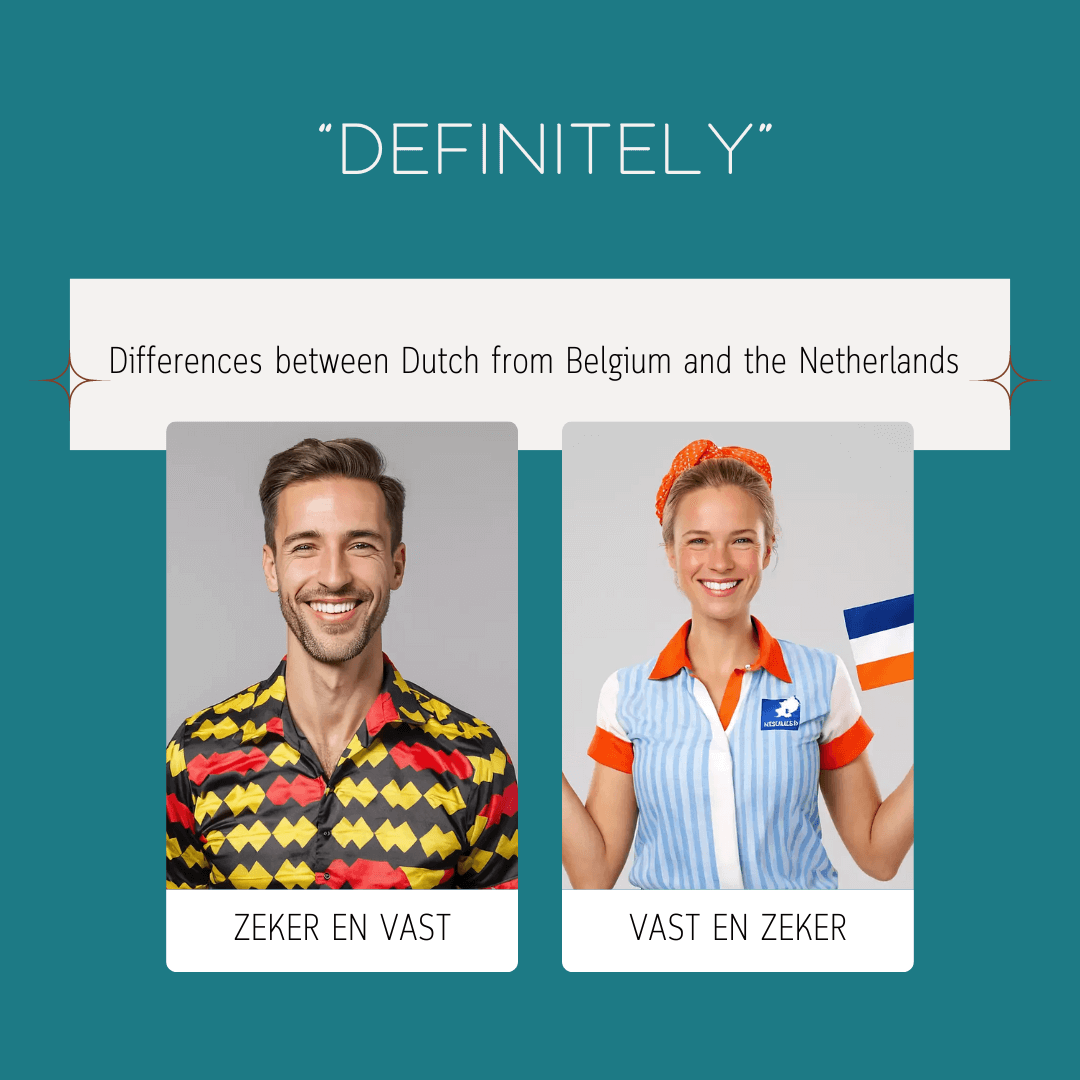 “DEFINITELY”
Differences between Dutch from Belgium and the Netherlands
ZEKER EN VAST
VAST EN ZEKER